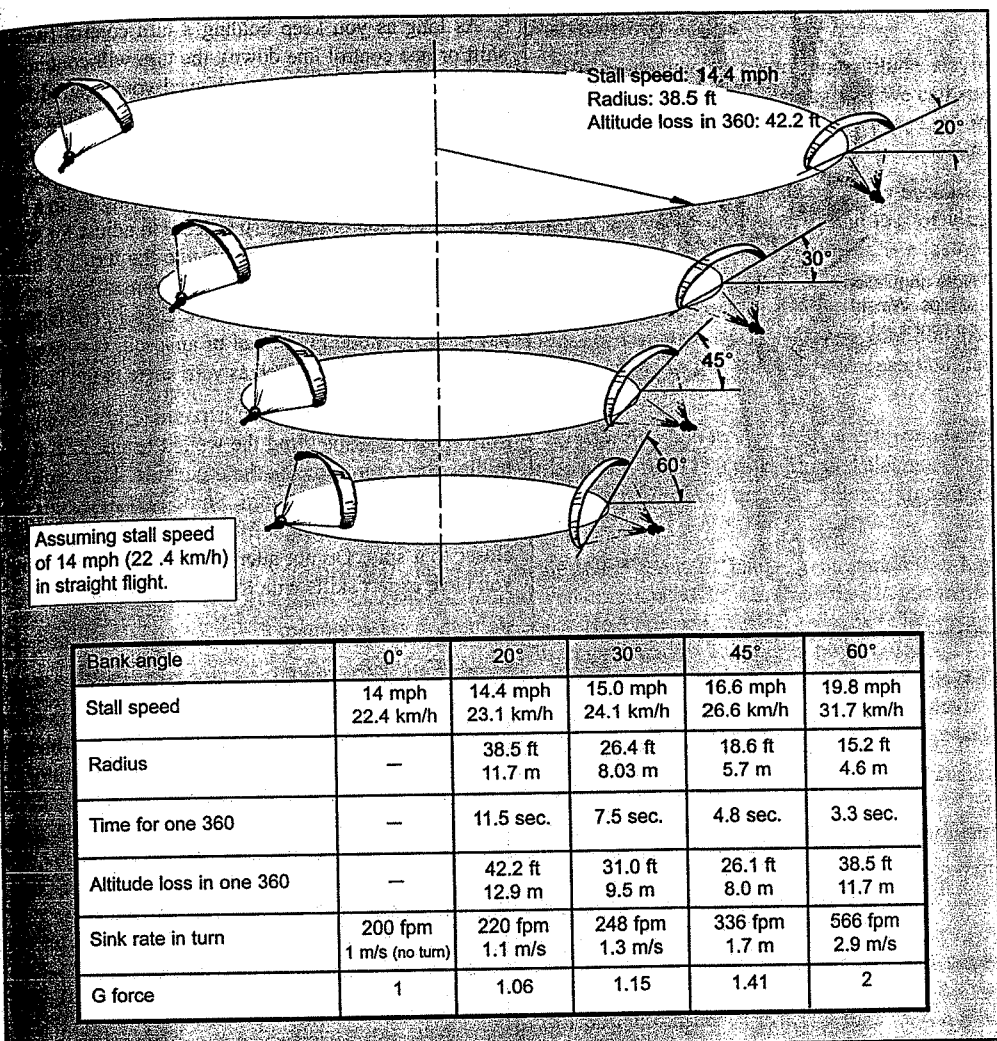 Stall speed: 14.4 mph
Radius: 38.5 ft
Altitude loss in 360: 42.2 ft
20°
30°
45°
60°
Assuming stall speed
of 14 mph (22 .4 km/h)
in straight flight.
Bank angle 0° 20° 30° 45° 60°
Stall speed 14 mph 14.4 mph 15.0 mph 16.6 mph 19.8 mph
22.4 km/h 23.1 km/h 24.1 km/h 26.6 km/h 31.7 km/h
Radius — 38.5 ft 26.4 ft 18.6 ft 15.2 ft
11.7 m 8.03 m 5.7 m 4.6 m
Time for one 360 — 11.5 sec. 7.5 sec. 4.8 sec. 3.3 sec.
Altitude loss in one 360 — 42.2 ft 31.0 ft 26.1 ft 38.5 ft
12.9 m 9.5 m 8.0 m 11.7 m
Sink rate in turn 200 fpm 220 fpm 248 fpm 336 fpm 566 fpm
1 m/s (no turn) 1.1 m/s 1.3 m/s 1.7 m 2.9 m/s
G force 1 1.06 1.15 1.41 2